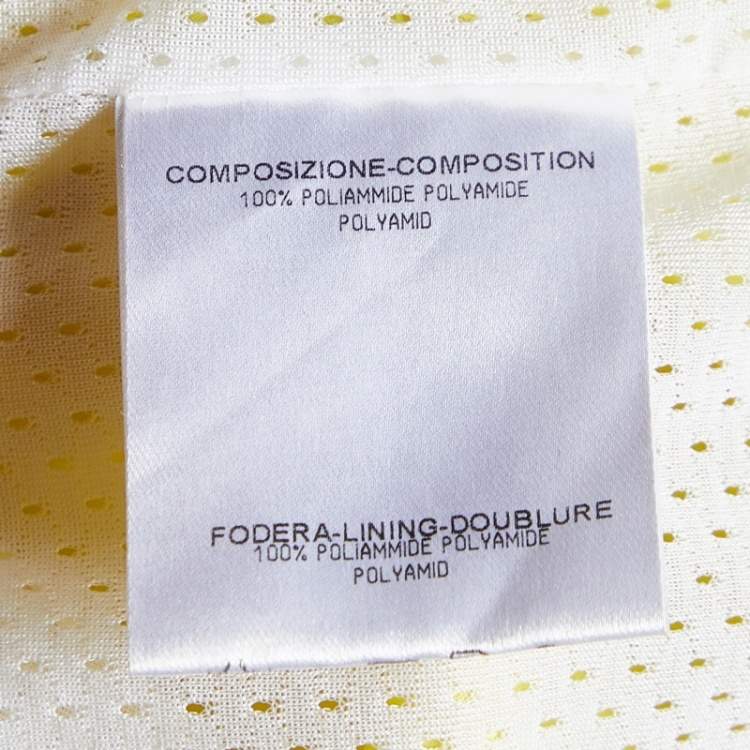 COMPOSIZIONE-COMPOSITION
100% POLIAMMIDE POLYAMIDE
POLYAMID
FODERA-LINING-DOUBLURE
100% POLIAMMIDE POLYAMIDE
POLYAMID